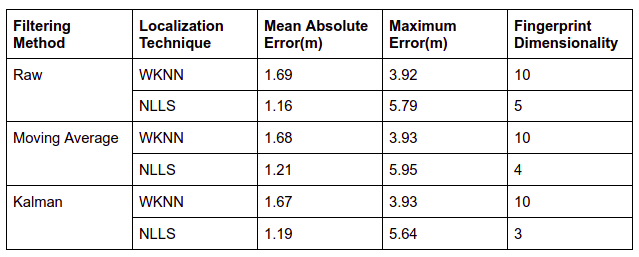 Filtering Method | Localization Technique | Mean Absolute Error(m) | Maximum Error(m) | Fingerprint Dimensionality
Raw | WKNN | 1.69 | 3.92 | 10
NLLS | 1.16 | 5.79 | 5
Moving Average | WKNN | 1.68 | 3.93 | 10
NLLS | 1.21 | 5.95 | 4
Kalman | WKNN | 1.67 | 3.93 | 10
NLLS | 1.19 | 5.64 | 3